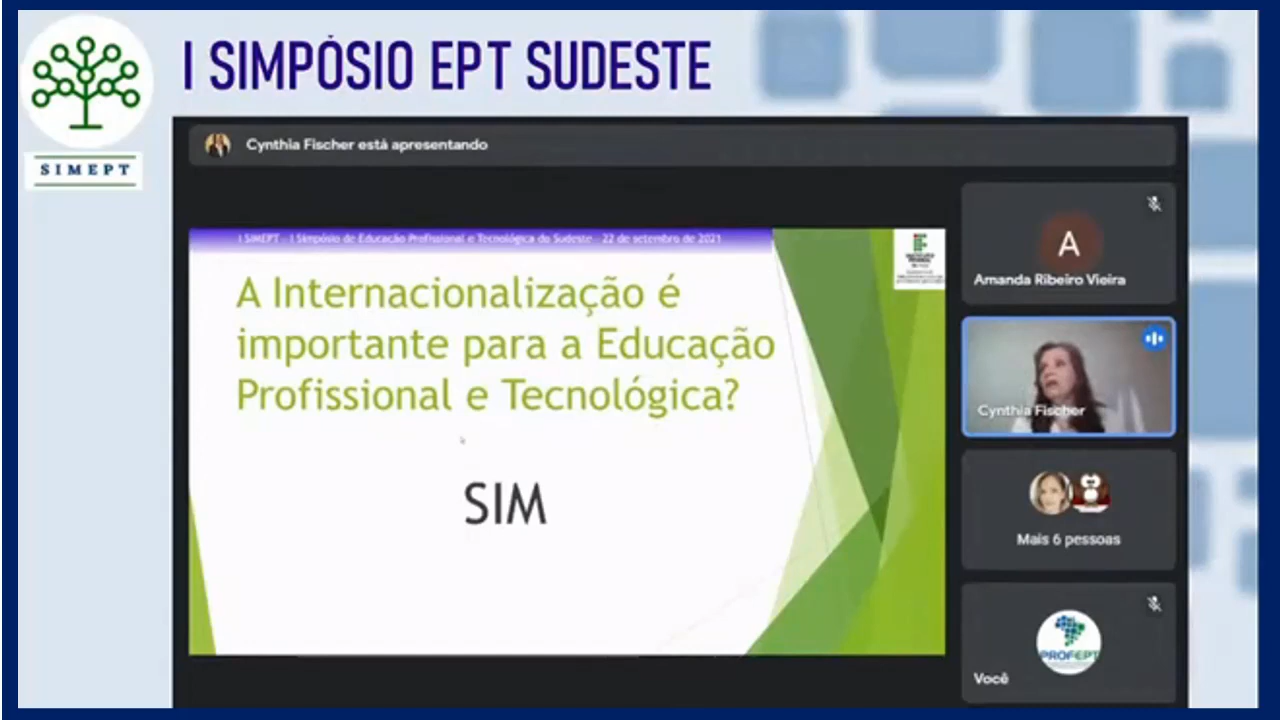 I SIMPÓSIO EPT SUDESTE
SIMEPT
Cynthia Fischer está apresentando
I SIMEPT - I Simpósio de Educação Profissional e Tecnológica do Sudeste - 22 de setembro de 2021
A Internacionalização é
importante para a Educação
Profissional e Tecnológica?
SIM
A
Amanda Ribeiro Vieira
Cynthia Fischer
Mais 6 pessoas
PROFEPT
Você